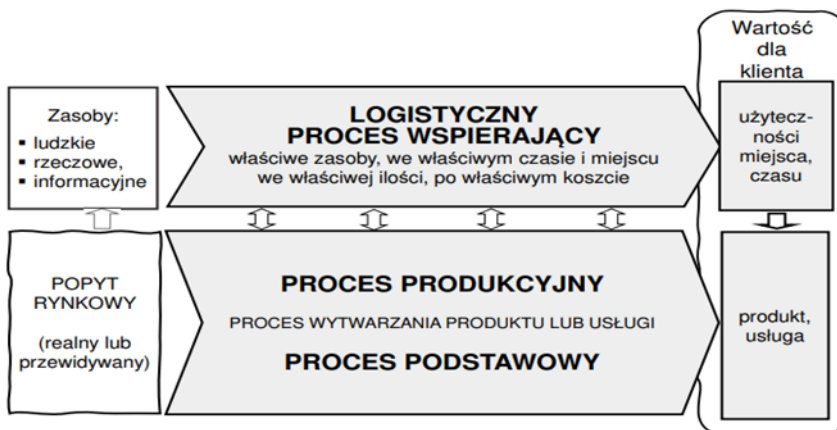 Wartość
dla
klienta
Zasoby:
▪ ludzkie
▪ rzeczowe,
▪ informacyjne
LOGISTYCZNY
PROCES WSPIERAJĄCY
właściwe zasoby, we właściwym czasie i miejscu
we właściwej ilości, po właściwym koszcie
użytecz-
ności
miejsca,
czasu
POPYT
RYNKOWY
(realny lub
przewidywany)
PROCES PRODUKCYJNY
PROCES WYTWARZANIA PRODUKTU LUB USŁUGI
PROCES PODSTAWOWY
produkt,
usługa